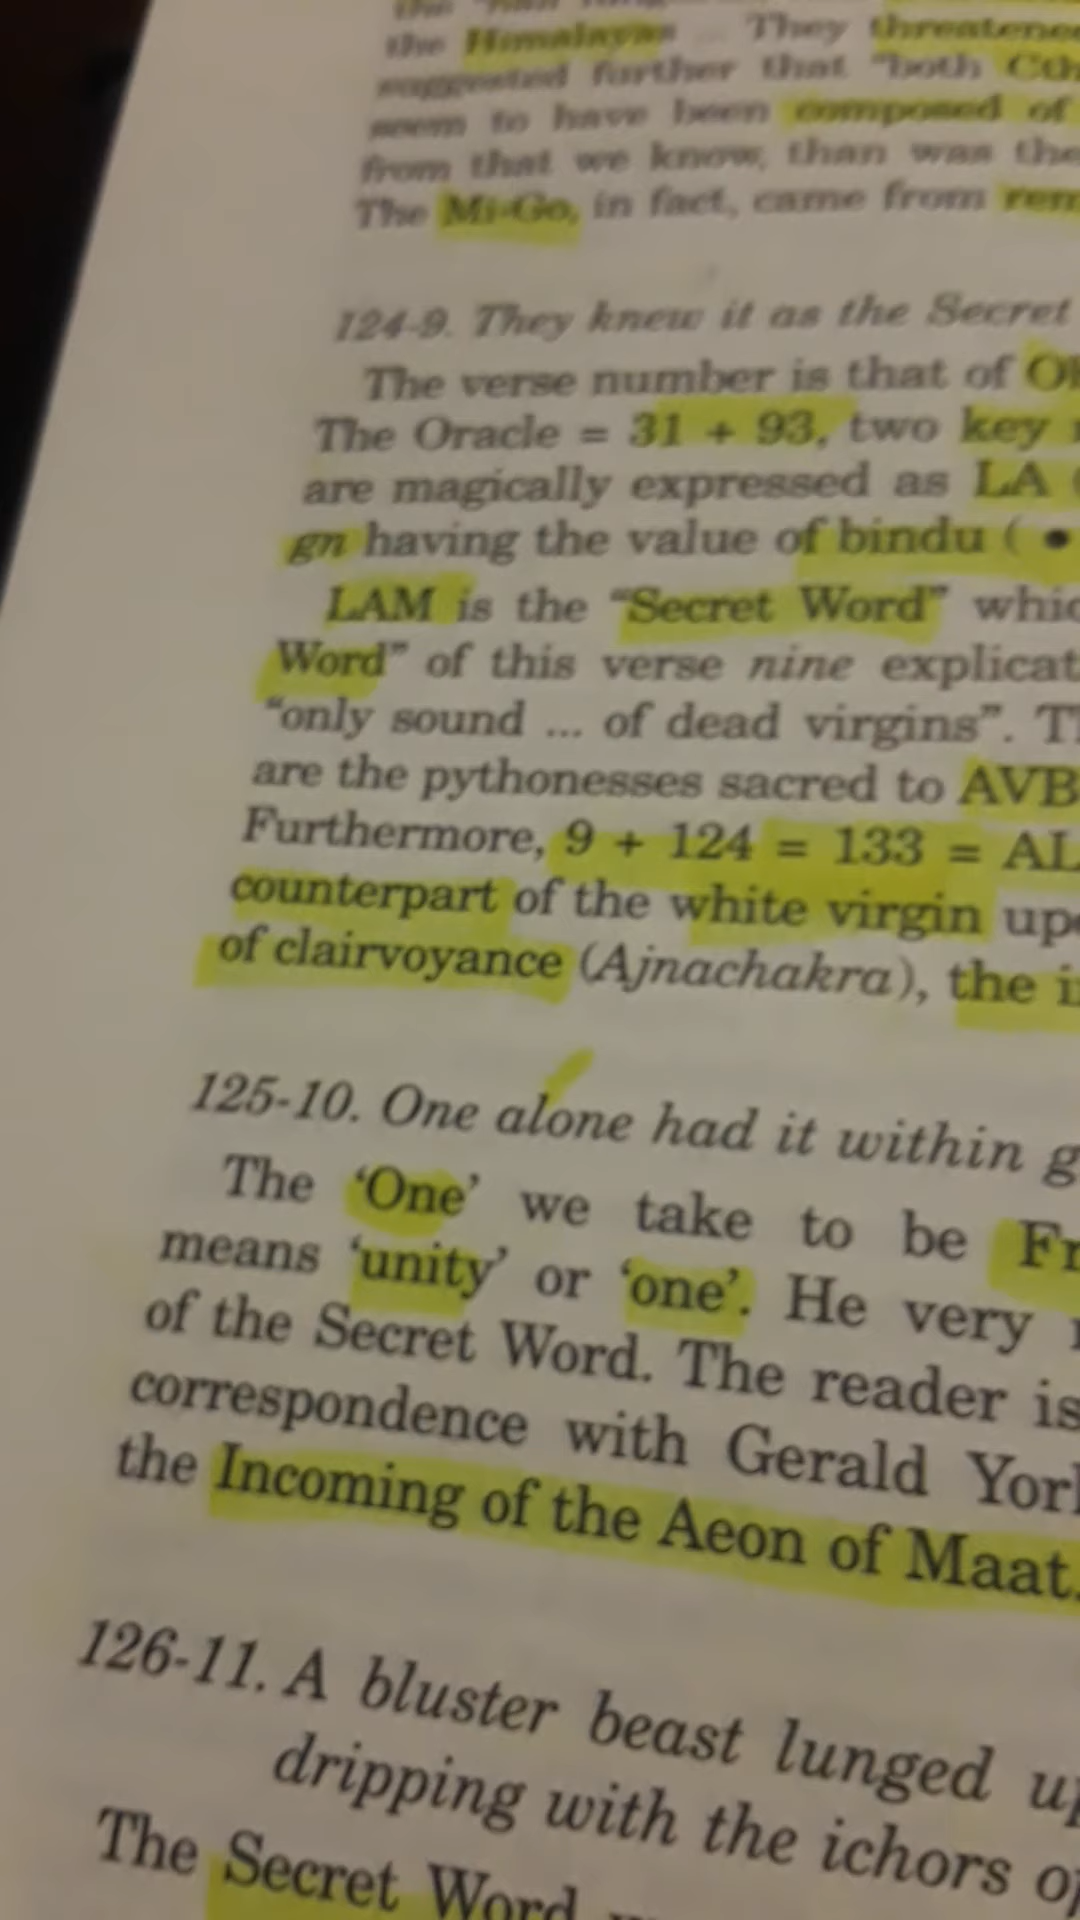 the Himalayas ... They threatene
suggested further that "both Cth
seem to have been composed of
from that we know, than was the
The Mi-Go, in fact, came from rem
124-9. They knew it as the Secret
The verse number is that of
The Oracle = 31 + 93, two key
are magically expressed as LA (
gn having the value of bindu ( •
LAM is the "Secret Word" whic
Word" of this verse nine explicat
"only sound ... of dead virgins". Th
are the pythonesses sacred to AVB
Furthermore, 9 + 124 = 133 = AL
counterpart of the white virgin up
of clairvoyance (Ajnachakra), the i
125-10. One alone had it within g
The 'One' we take to be Fr
means 'unity' or 'one'. He very
of the Secret Word. The reader is
correspondence with Gerald Yor
the Incoming of the Aeon of Maat.
126-11. A bluster beast lunged up
dripping with the ichors of
The Secret Word